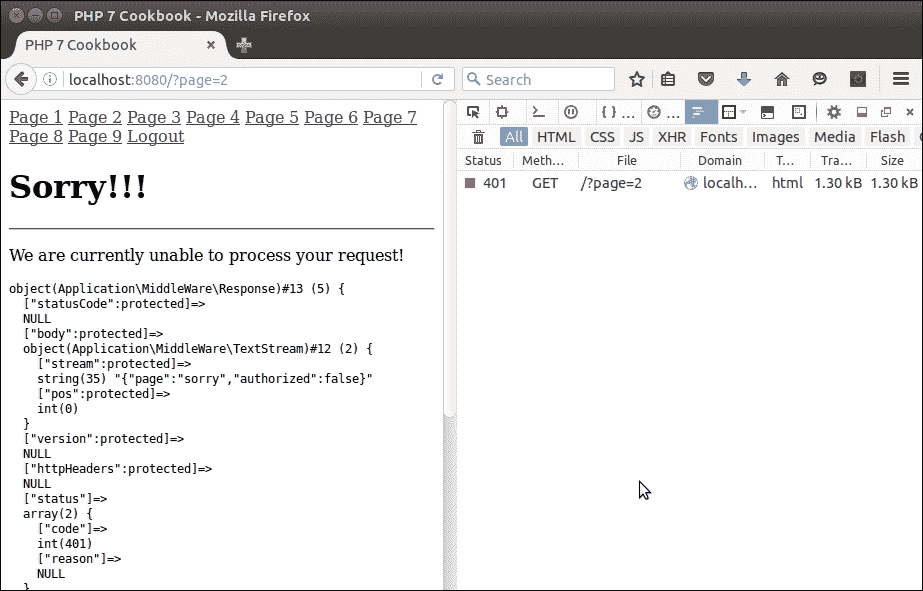 PHP 7 Cookbook - Mozilla Firefox
PHP 7 Cookbook
localhost:8080/?page=2
Search
Page 1 Page 2 Page 3 Page 4 Page 5 Page 6 Page 7
Page 8 Page 9 Logout
Sorry!!!
We are currently unable to process your request!
object(Application\MiddleWare\Response)#13 (5) {
["statusCode":protected]=>
NULL
["body":protected]=>
object(Application\MiddleWare\TextStream)#12 (2) {
["stream":protected]=>
string(35) "{"page":"sorry","authorized":false}"
["pos":protected]=>
int(0)
}
["version":protected]=>
NULL
["httpHeaders":protected]=>
NULL
["status"]=>
array(2) {
["code"]=>
int(401)
["reason"]=>
NULL
}
All HTML CSS JS XHR Fonts Images Media Flash
Status Meth... File Domain T... Tra... Size
401 GET /?page=2 localh... html 1.30 kB 1.30 kB